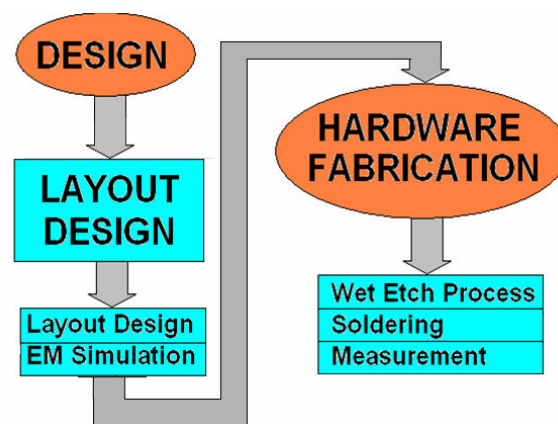 DESIGN
LAYOUT
DESIGN
Layout Design
EM Simulation
HARDWARE
FABRICATION
Wet Etch Process
Soldering
Measurement